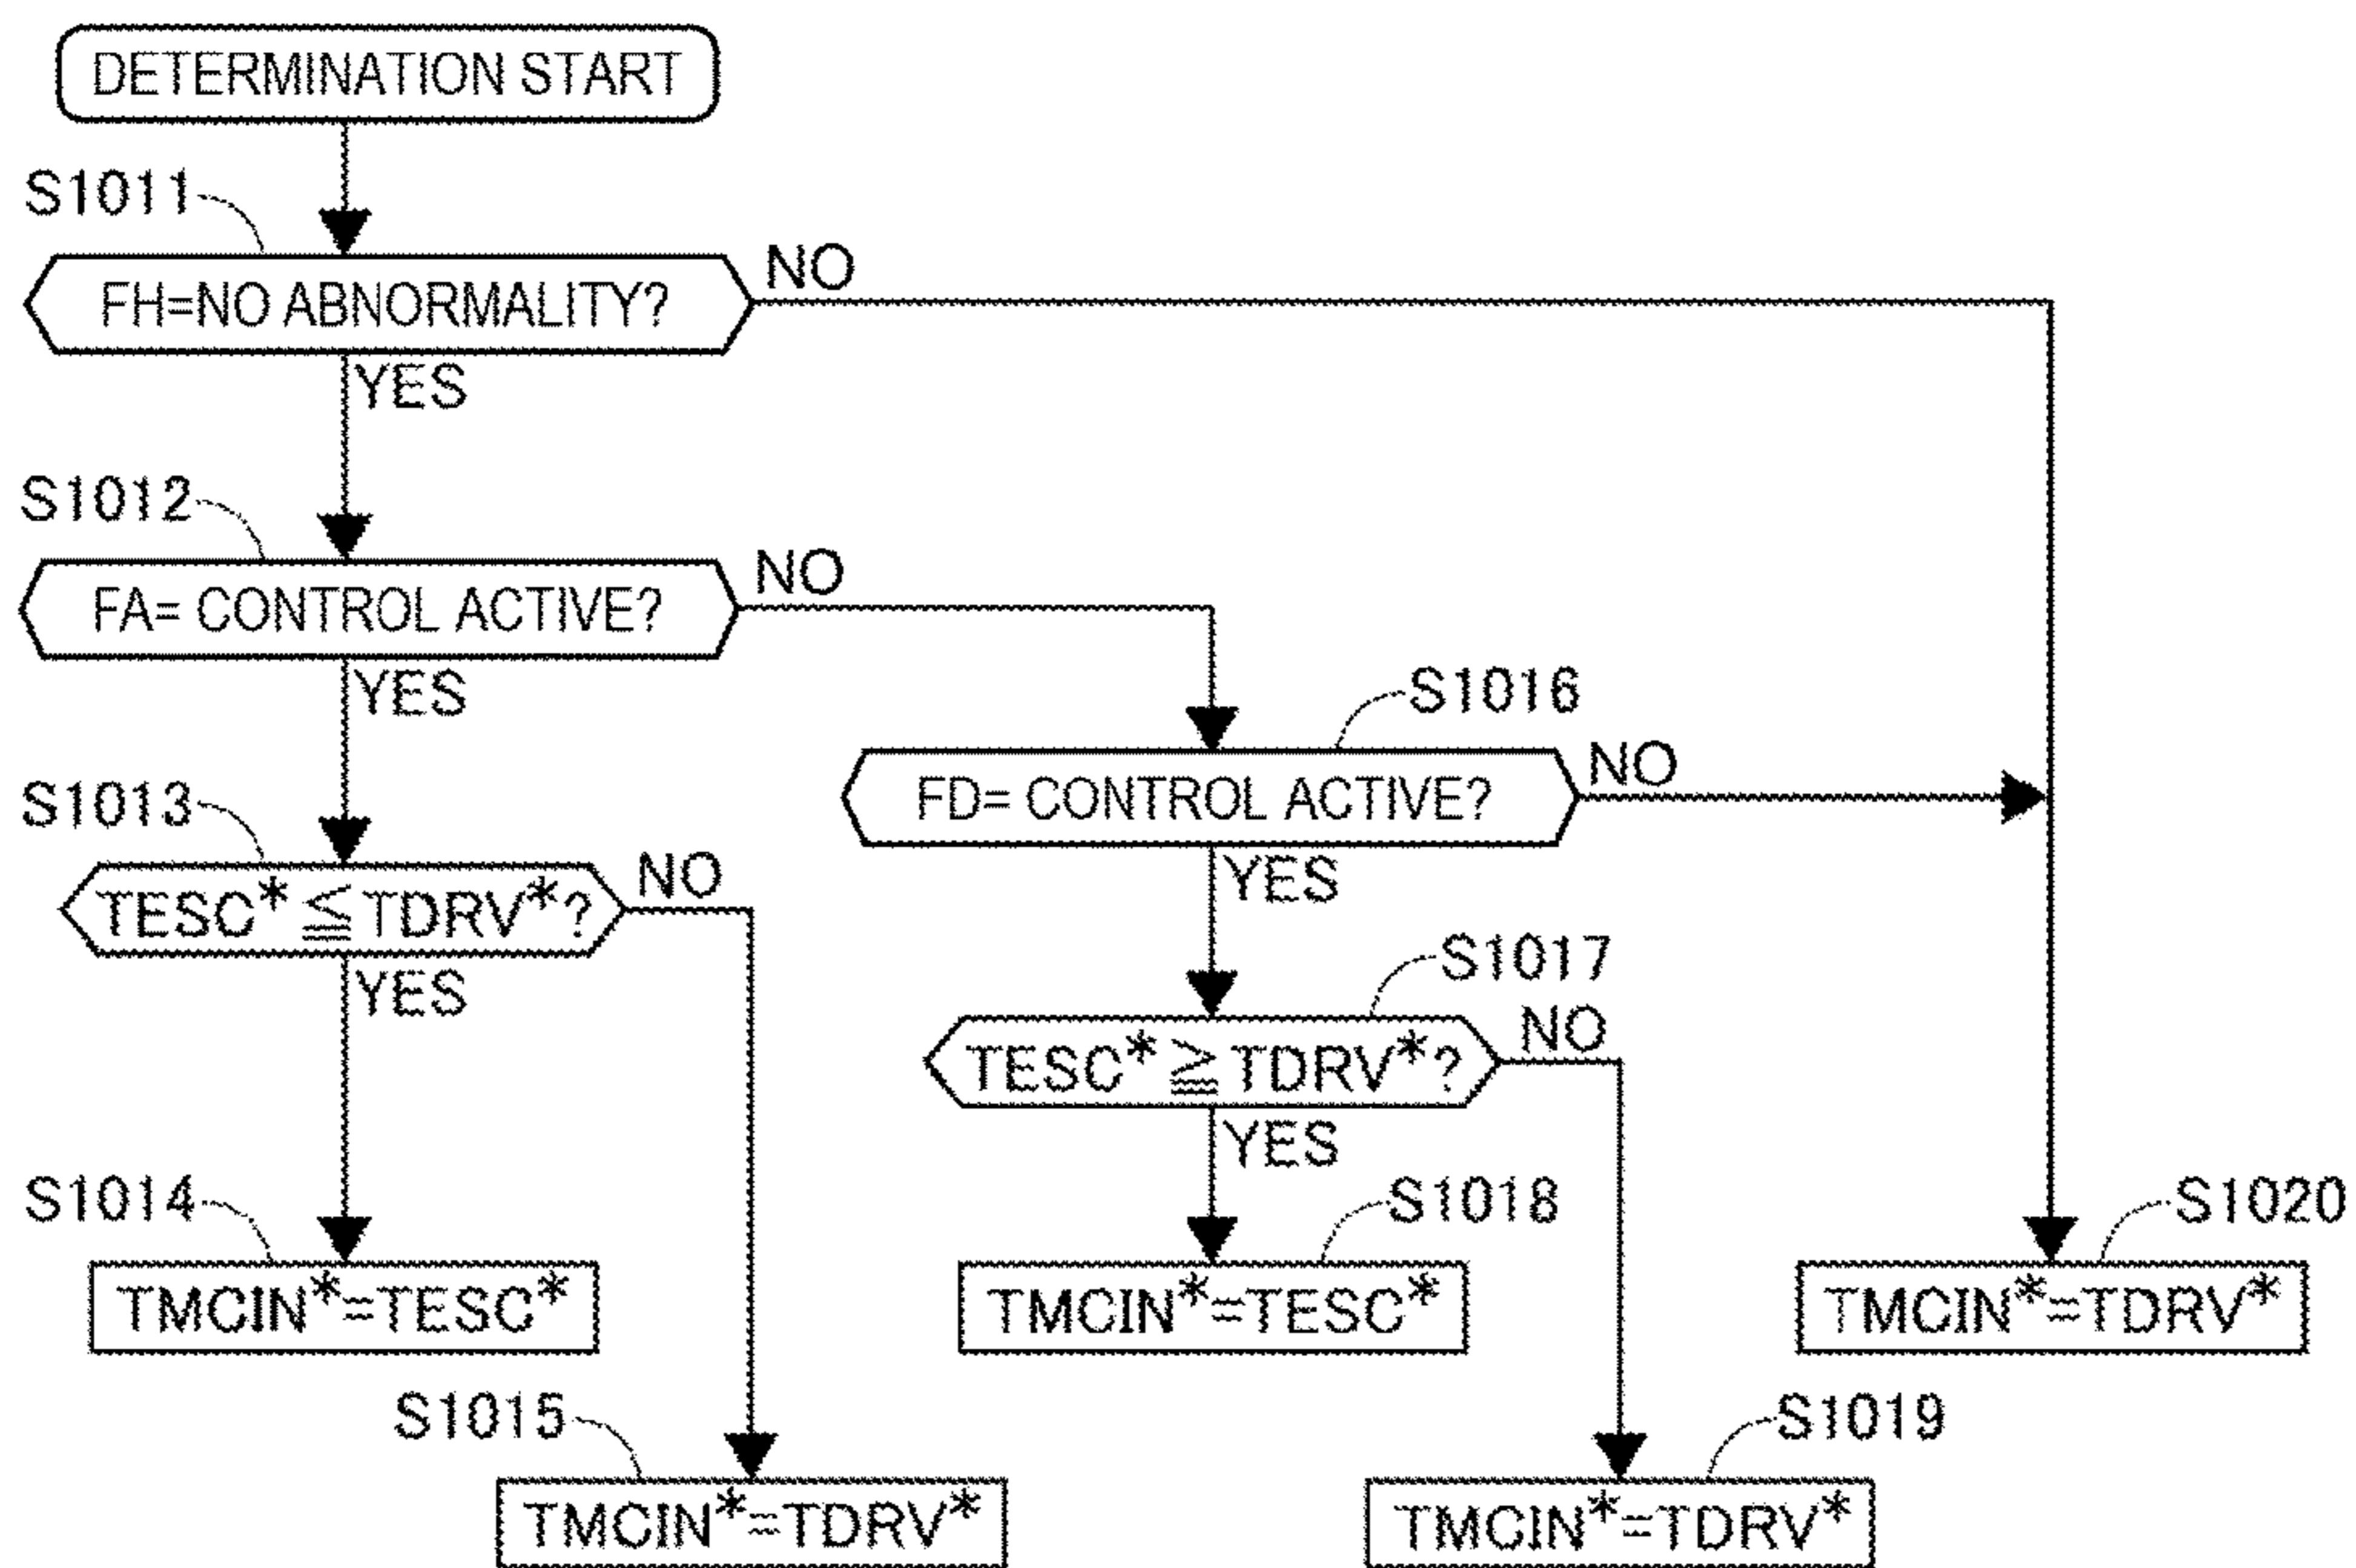 DETERMINATION START
S1011
FH=NO ABNORMALITY?
NO
YES
S1012
FA= CONTROL ACTIVE?
NO
YES
S1016
FD= CONTROL ACTIVE?
NO
YES
S1013
TESC*≦TDRV*?
NO
YES
S1017
TESC*≧TDRV*?
NO
YES
S1014
TMCIN*=TESC*
S1018
TMCIN*=TESC*
S1020
TMCIN*=TDRV*
S1015
TMCIN*=TDRV*
S1019
TMCIN*=TDRV*